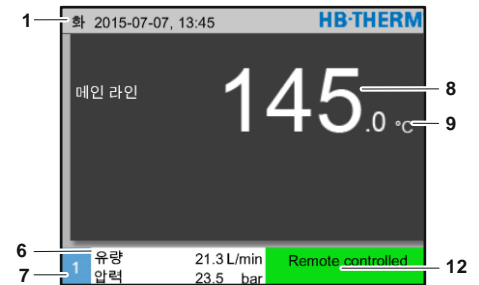 1 화 2015-07-07, 13:45 HB·THERM
메인 라인 145.0 °C
8
9
6 유량 21.3 L/min Remote controlled
7 1 압력 23.5 bar 12